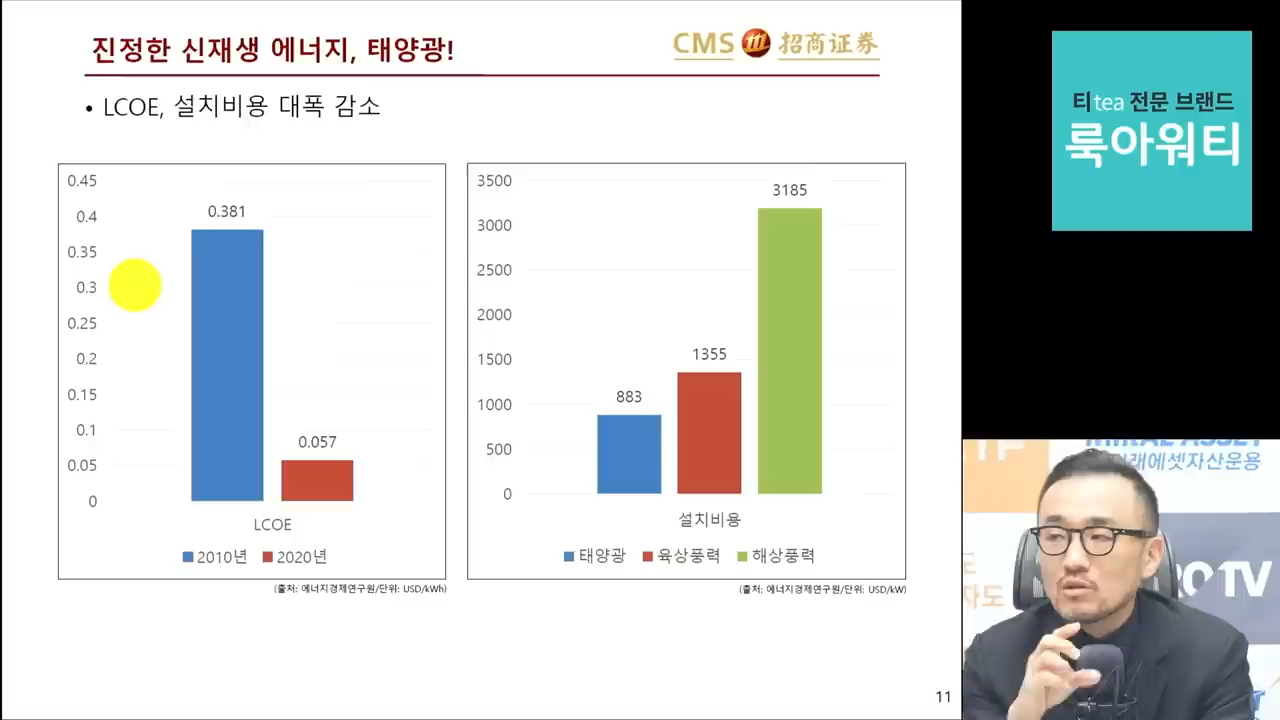 진정한 신재생 에너지, 태양광!
CMS 招商证券
• LCOE, 설치비용 대폭 감소
0.45
0.4
0.35
0.3
0.25
0.2
0.15
0.1
0.05
0
0.381
0.057
LCOE
2010년 2020년
(출처: 에너지경제연구원/단위: USD/kWh)
3500
3000
2500
2000
1500
1000
500
0
883
1355
3185
설치비용
태양광 육상풍력 해상풍력
(출처: 에너지경제연구원/단위: USD/kW)
11
티tea 전문 브랜드
룩아워티
MIRAE ASSET
미래에셋자산운용
TV